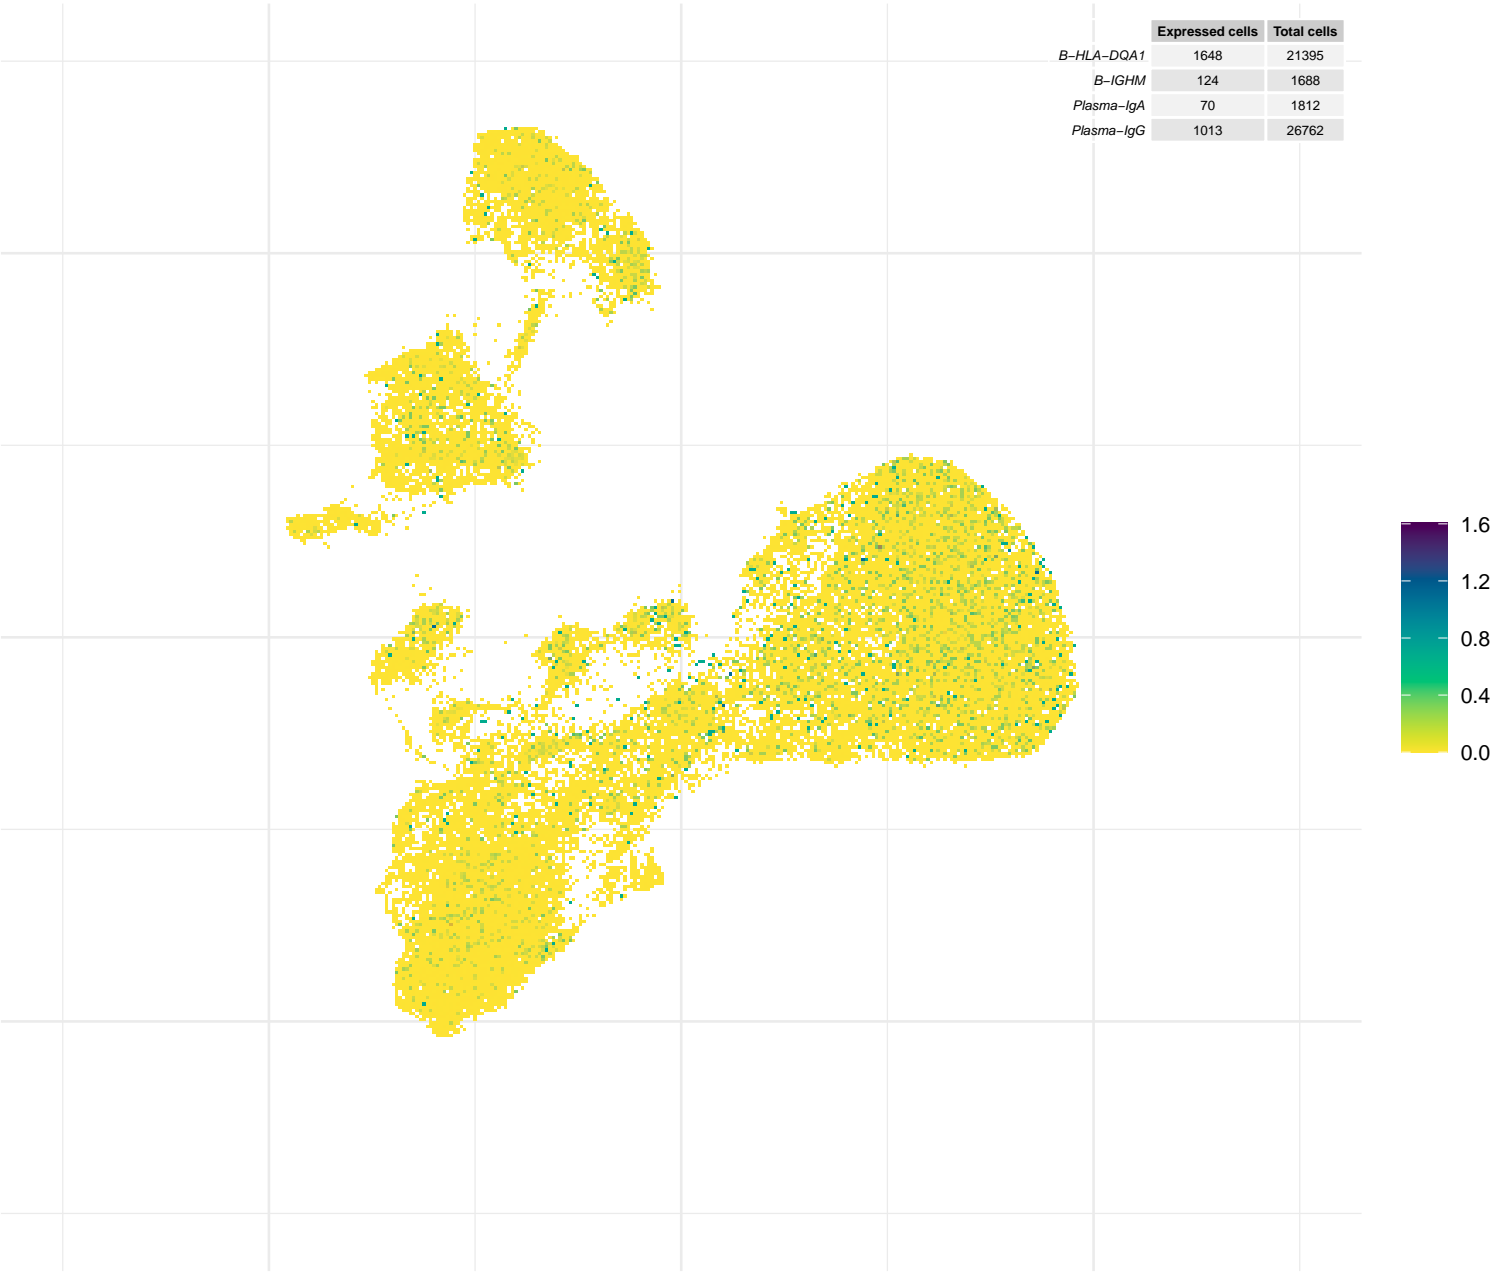 Expressed cells Total cells
B−HLA−DQA1 1648 21395
B−IGHM 124 1688
Plasma−IgA 70 1812
Plasma−IgG 1013 26762
1.6
1.2
0.8
0.4
0.0